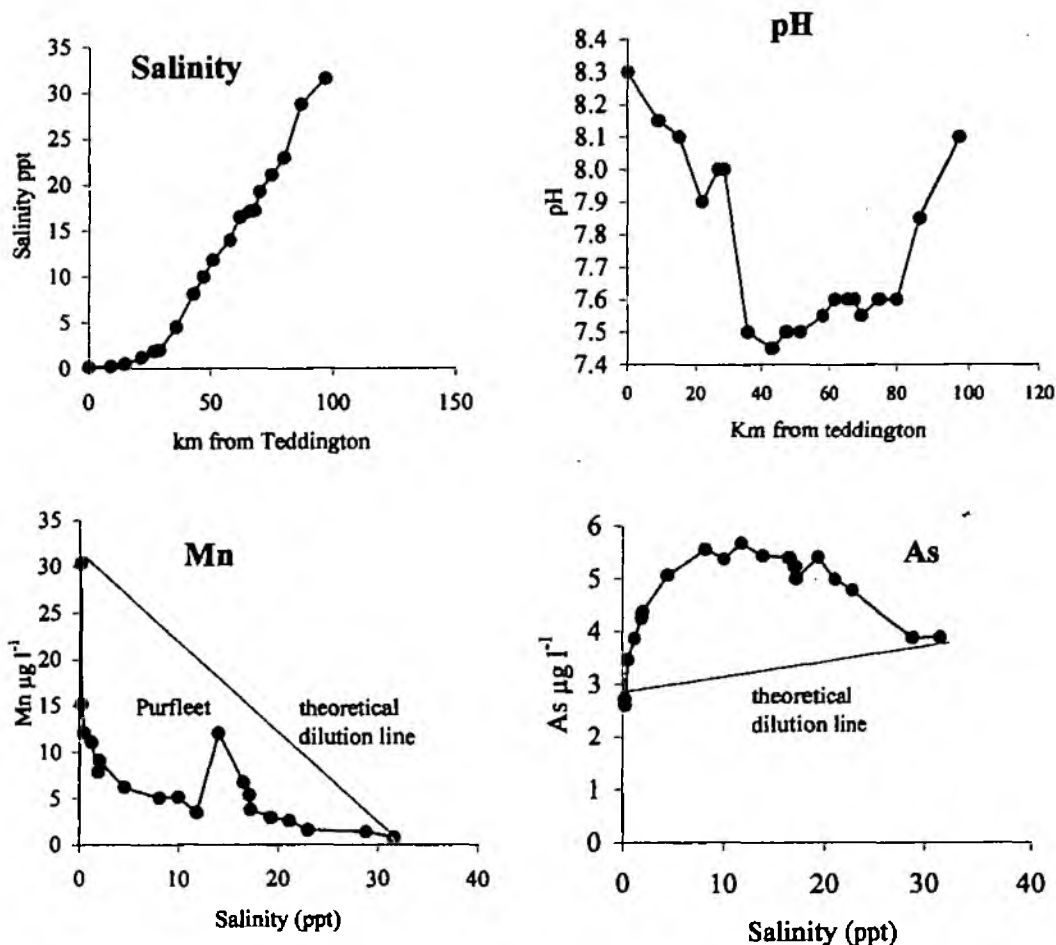 Salinity
35
30
25
20
15
10
5
0
Salinity ppt
0 50 100 150
km from Teddington
pH
8.4
8.3
8.2
8.1
8.0
7.9
7.8
7.7
7.6
7.5
7.4
pH
0 20 40 60 80 100 120
Km from teddington
Mn
35
30
25
20
15
10
5
0
Mn µg l⁻¹
Purfleet
theoretical
dilution line
0 10 20 30 40
Salinity (ppt)
As
6
5
4
3
2
1
0
As µg l⁻¹
theoretical
dilution line
0 10 20 30 40
Salinity (ppt)